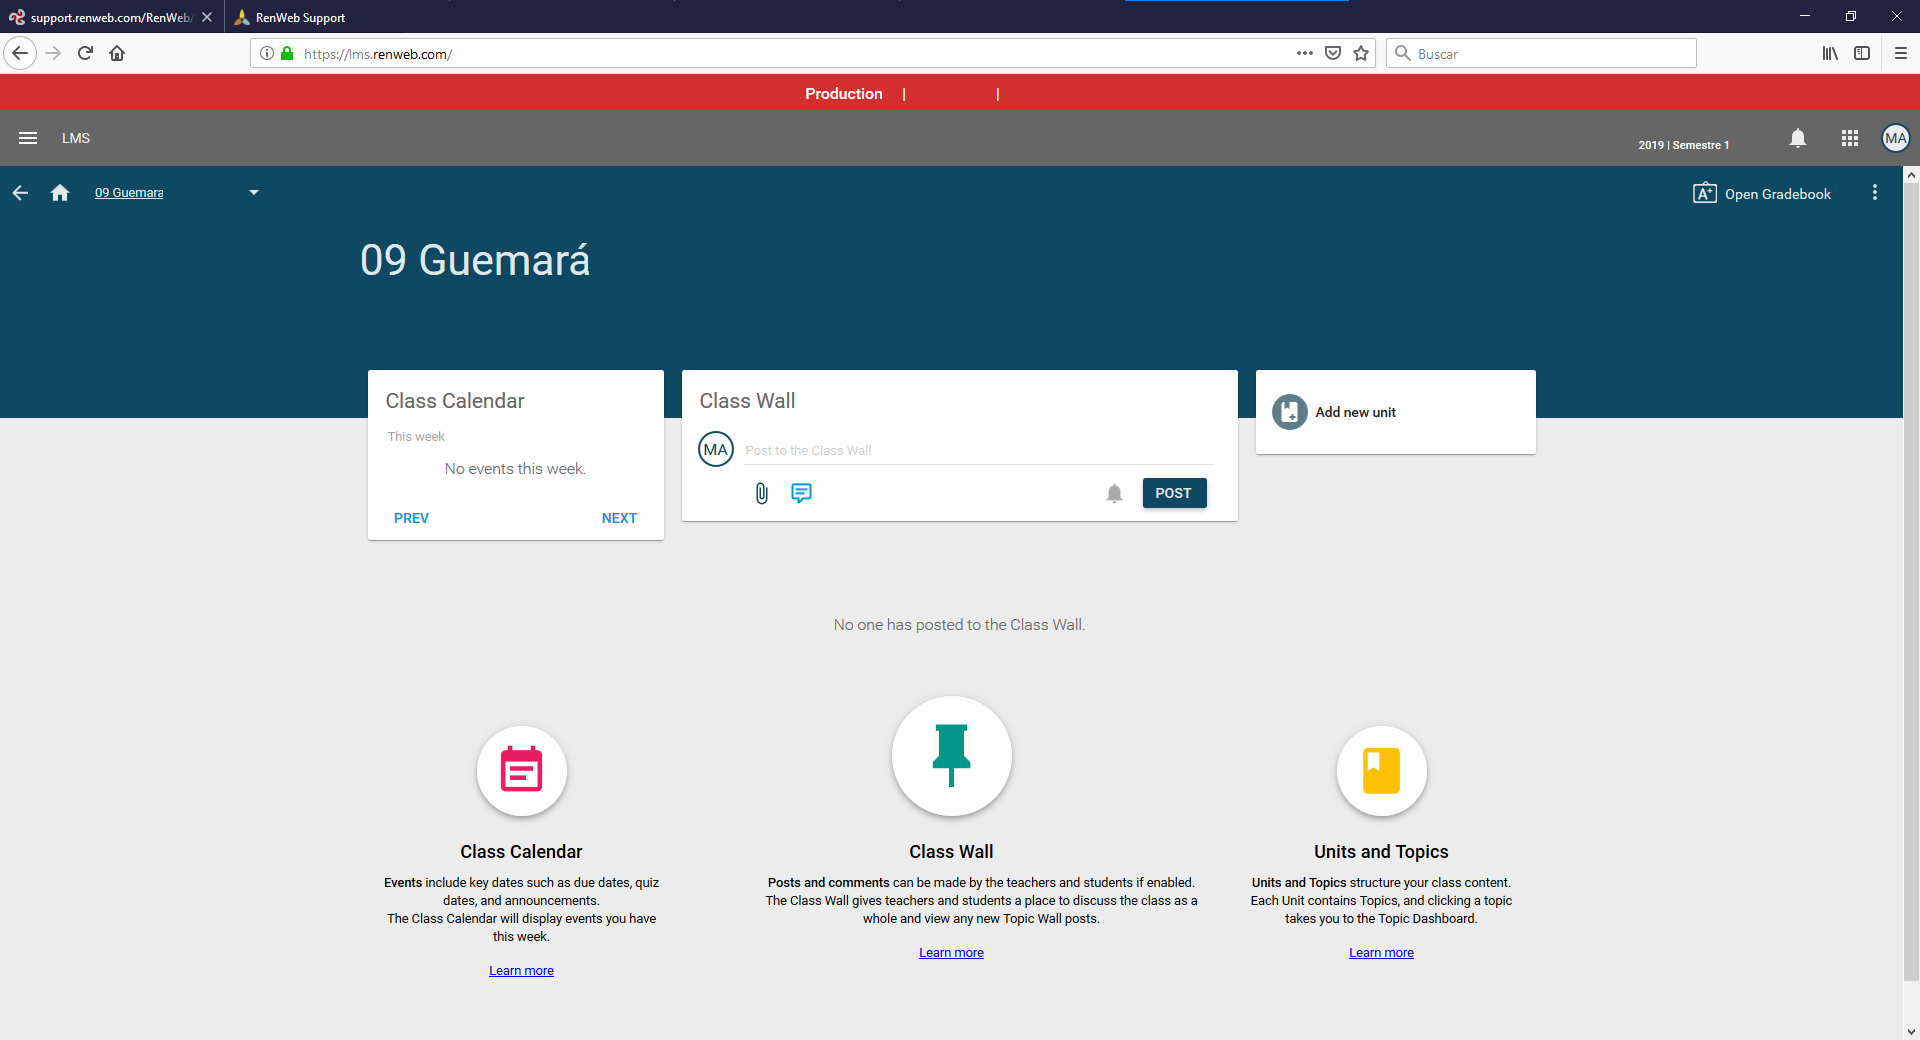 support.renweb.com/RenWeb/
RenWeb Support
https://lms.renweb.com/
Buscar
Production | |
LMS
2019 | Semestre 1
MA
09 Guemara
A+ Open Gradebook
09 Guemará
Class Calendar
This week
No events this week.
PREV NEXT
Class Wall
MA Post to the Class Wall
POST
Add new unit
No one has posted to the Class Wall.
Class Calendar
Events include key dates such as due dates, quiz
dates, and announcements.
The Class Calendar will display events you have
this week.
Learn more
Class Wall
Posts and comments can be made by the teachers and students if enabled.
The Class Wall gives teachers and students a place to discuss the class as a
whole and view any new Topic Wall posts.
Learn more
Units and Topics
Units and Topics structure your class content.
Each Unit contains Topics, and clicking a topic
takes you to the Topic Dashboard.
Learn more